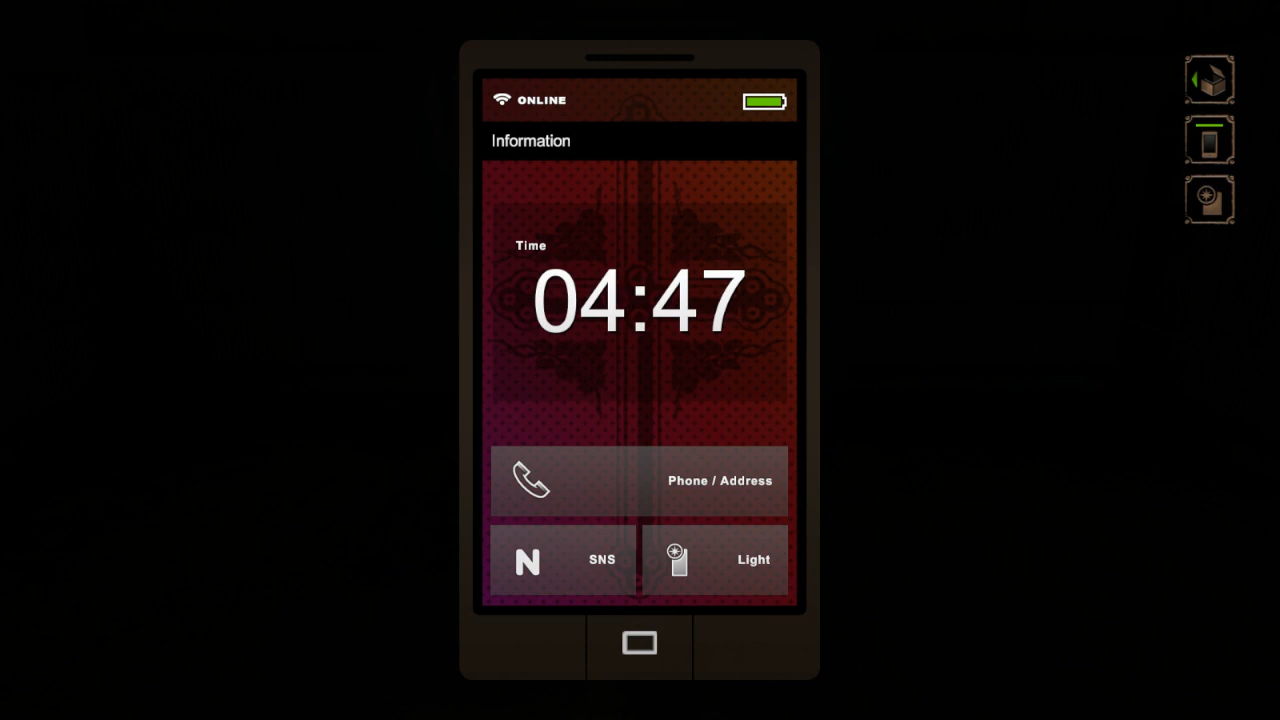 ONLINE
Information
Time
04:47
Phone / Address
N SNS
Light